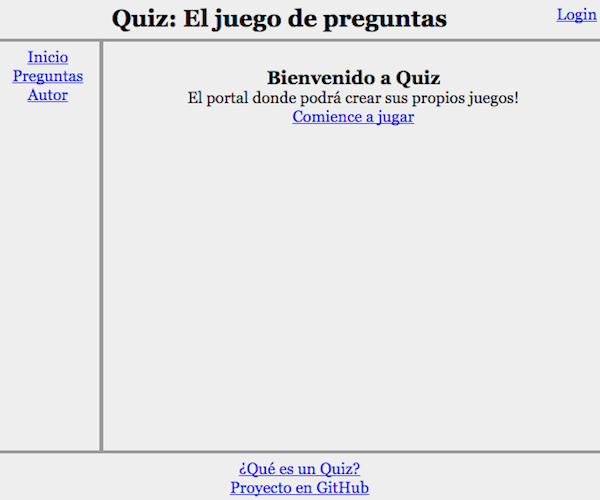 Quiz: El juego de preguntas
Login
Inicio
Preguntas
Autor
Bienvenido a Quiz
El portal donde podrá crear sus propios juegos!
Comience a jugar
¿Qué es un Quiz?
Proyecto en GitHub